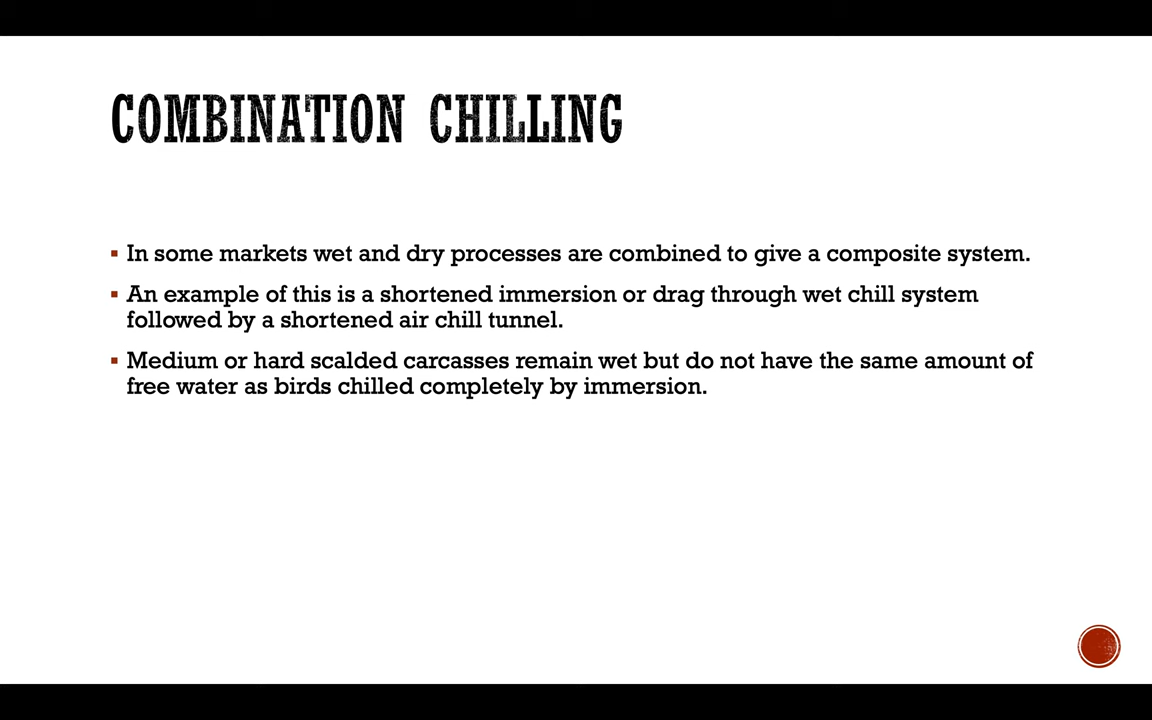 COMBINATION CHILLING
▪ In some markets wet and dry processes are combined to give a composite system.
▪ An example of this is a shortened immersion or drag through wet chill system
followed by a shortened air chill tunnel.
▪ Medium or hard scalded carcasses remain wet but do not have the same amount of
free water as birds chilled completely by immersion.